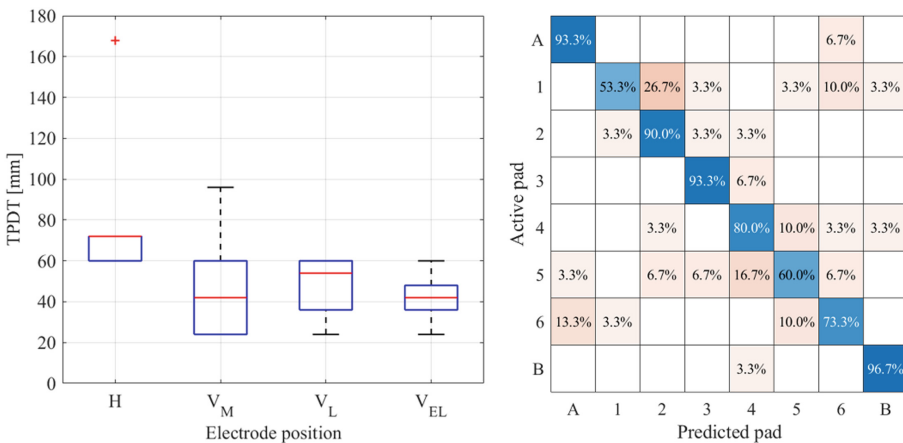 180
160
140
120
100
80
60
40
20
0
TPDT [mm]
H V_M V_L V_EL
Electrode position
Active pad
A 93.3% 6.7%
1 53.3% 26.7% 3.3% 3.3% 10.0% 3.3%
2 3.3% 90.0% 3.3% 3.3%
3 93.3% 6.7%
4 3.3% 80.0% 10.0% 3.3% 3.3%
5 3.3% 6.7% 6.7% 16.7% 60.0% 6.7%
6 13.3% 3.3% 10.0% 73.3%
B 3.3% 96.7%
A 1 2 3 4 5 6 B
Predicted pad